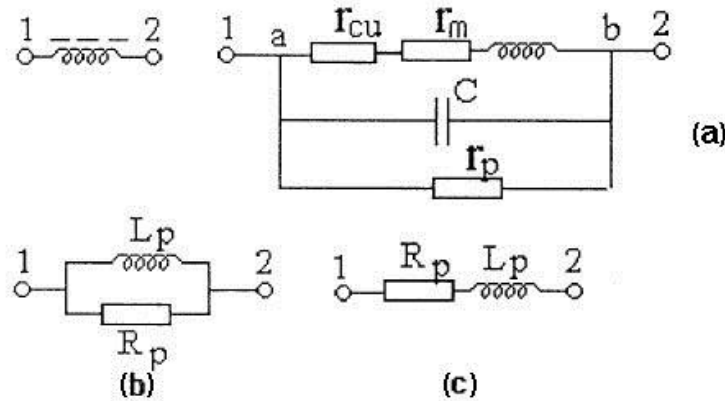 1 2
1 a r_cu r_m b 2
C
r_p
(a)
1 L_p 2
R_p
(b)
1 R_p L_p 2
(c)